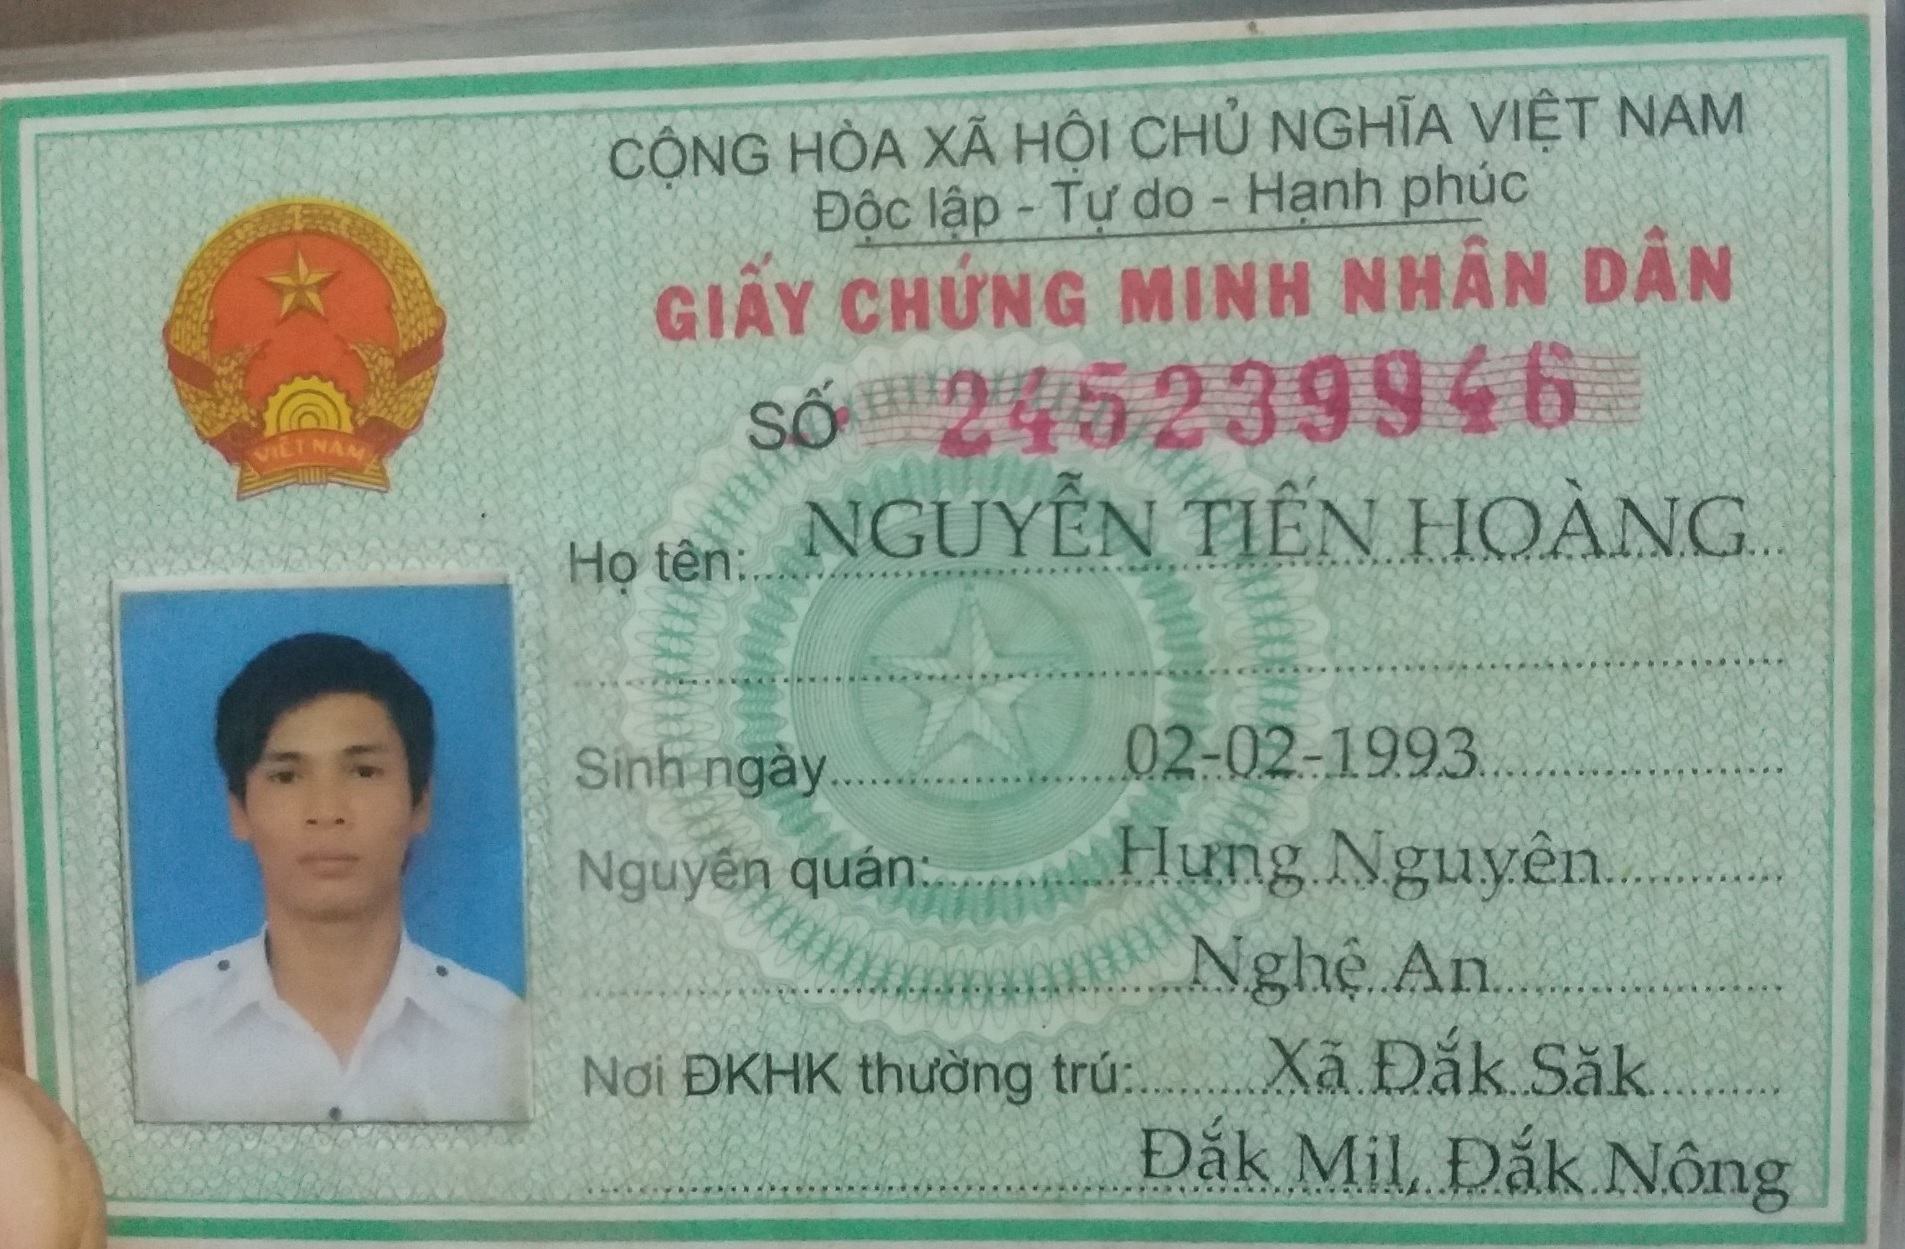 CỘNG HÒA XÃ HỘI CHỦ NGHĨA VIỆT NAM
Độc lập - Tự do - Hạnh phúc
GIẤY CHỨNG MINH NHÂN DÂN
SỐ 245239946
VIỆT NAM
Họ tên: NGUYỄN TIẾN HOÀNG
Sinh ngày 02-02-1993
Nguyên quán: Hưng Nguyên
Nghệ An
Nơi ĐKHK thường trú: Xã Đắk Săk
Đắk Mil, Đắk Nông